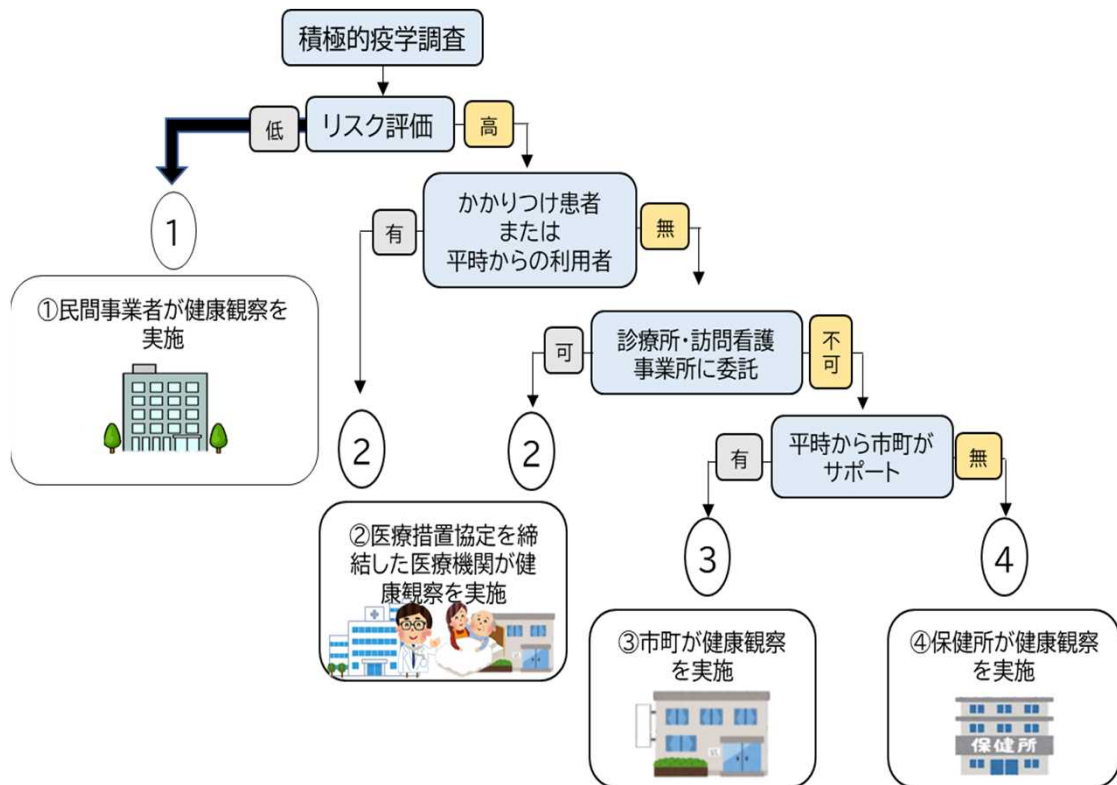 積極的疫学調査
低
リスク評価
高
かかりつけ患者
または
平時からの利用者
有
無
1
①民間事業者が健康観察を
実施
可
診療所・訪問看護
事業所に委託
不
可
2
2
有
平時から市町が
サポート
無
②医療措置協定を締
結した医療機関が健
康観察を実施
3
4
③市町が健康観察
を実施
④保健所が健康観察
を実施
保健所